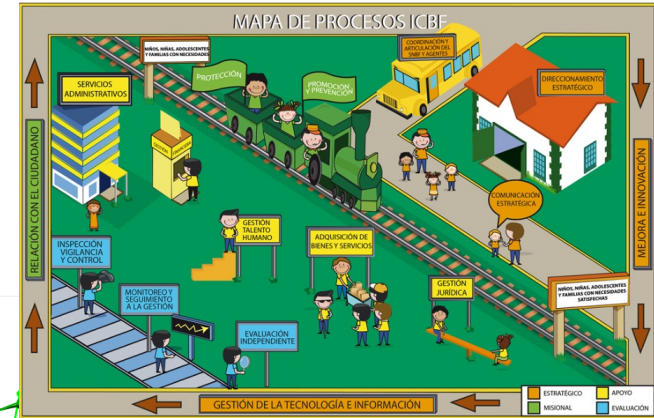 MAPA DE PROCESOS ICBF
NIÑOS, NIÑAS, ADOLESCENTES
Y FAMILIAS CON NECESIDADES
COORDINACIÓN Y
ARTICULACIÓN DEL
SNBF Y AGENTES
PROTECCIÓN
PROMOCIÓN
Y PREVENCIÓN
SERVICIOS
ADMINISTRATIVOS
DIRECCIONAMIENTO
ESTRATÉGICO
GESTIÓN
FINANCIERA
RELACIÓN CON EL CIUDADANO
MEJORA E INNOVACIÓN
COMUNICACIÓN
ESTRATÉGICA
GESTIÓN
TALENTO
HUMANO
ADQUISICIÓN DE
BIENES Y SERVICIOS
INSPECCIÓN
VIGILANCIA
Y CONTROL
GESTIÓN
JURÍDICA
NIÑOS, NIÑAS, ADOLESCENTES
Y FAMILIAS CON NECESIDADES
SATISFECHAS
MONITOREO Y
SEGUIMIENTO
A LA GESTIÓN
EVALUACIÓN
INDEPENDIENTE
GESTIÓN DE LA TECNOLOGÍA E INFORMACIÓN
ESTRATÉGICO
APOYO
MISIONAL
EVALUACIÓN